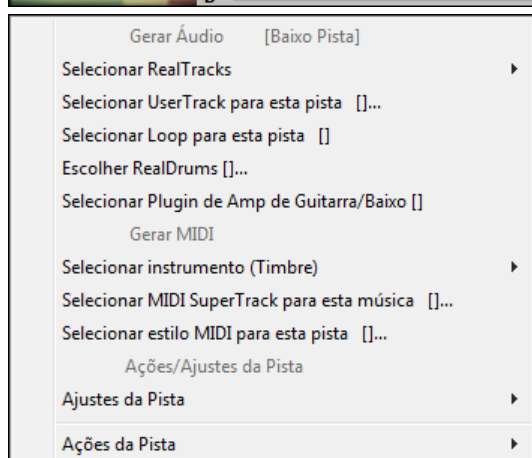 Gerar Áudio [Baixo Pista]
Selecionar RealTracks
Selecionar UserTrack para esta pista []...
Selecionar Loop para esta pista []
Escolher RealDrums []...
Selecionar Plugin de Amp de Guitarra/Baixo []
Gerar MIDI
Selecionar instrumento (Timbre)
Selecionar MIDI SuperTrack para esta música []...
Selecionar estilo MIDI para esta pista []...
Ações/Ajustes da Pista
Ajustes da Pista
Ações da Pista